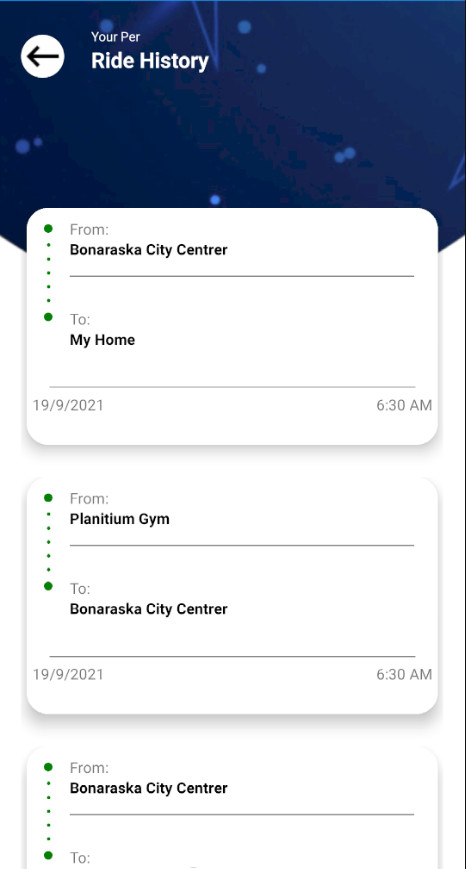 Your Per
Ride History
From:
Bonaraska City Centrer
To:
My Home
19/9/2021 6:30 AM
From:
Planitium Gym
To:
Bonaraska City Centrer
19/9/2021 6:30 AM
From:
Bonaraska City Centrer
To: